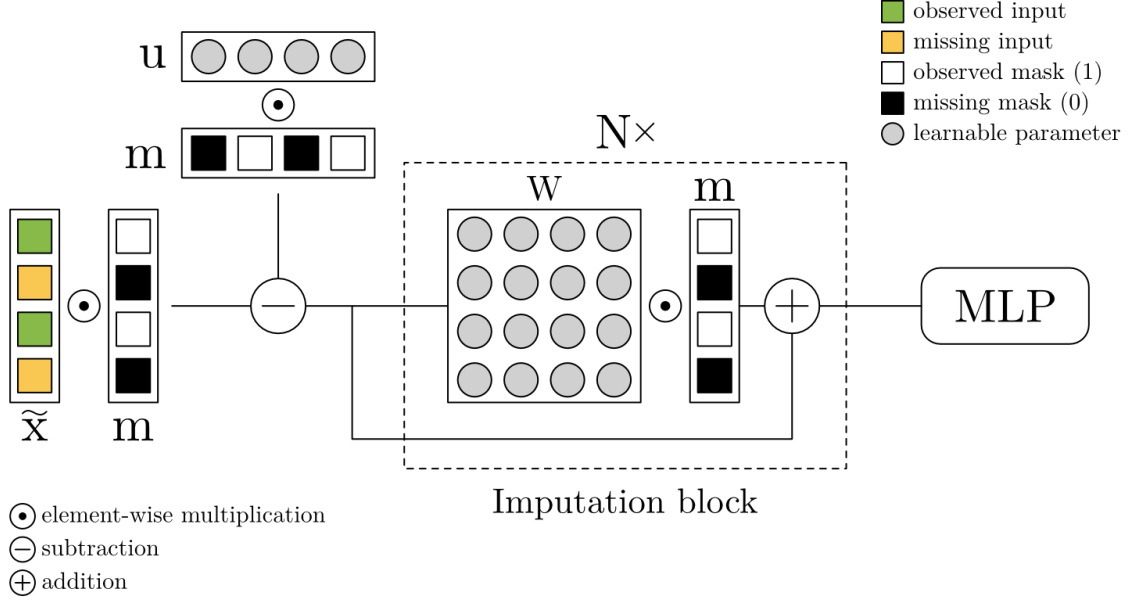 observed input
missing input
observed mask (1)
missing mask (0)
learnable parameter
u
m
N×
W
m
MLP
x̃
m
Imputation block
element-wise multiplication
subtraction
addition